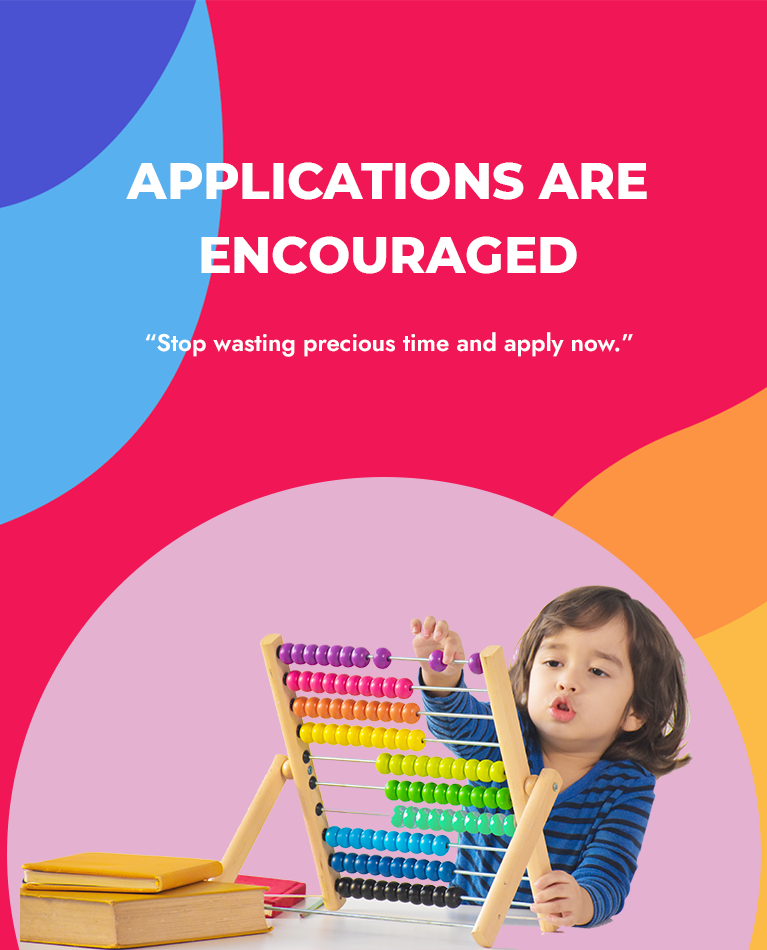 APPLICATIONS ARE
ENCOURAGED
“Stop wasting precious time and apply now.”